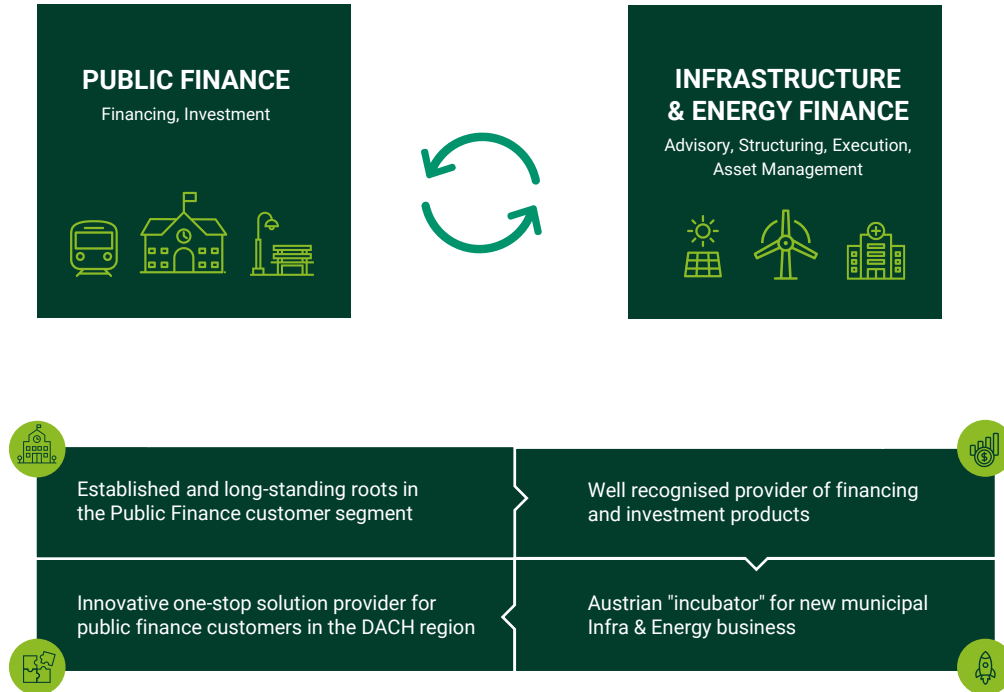 PUBLIC FINANCE
Financing, Investment
INFRASTRUCTURE
& ENERGY FINANCE
Advisory, Structuring, Execution,
Asset Management
Established and long-standing roots in
the Public Finance customer segment
Well recognised provider of financing
and investment products
Innovative one-stop solution provider for
public finance customers in the DACH region
Austrian "incubator" for new municipal
Infra & Energy business